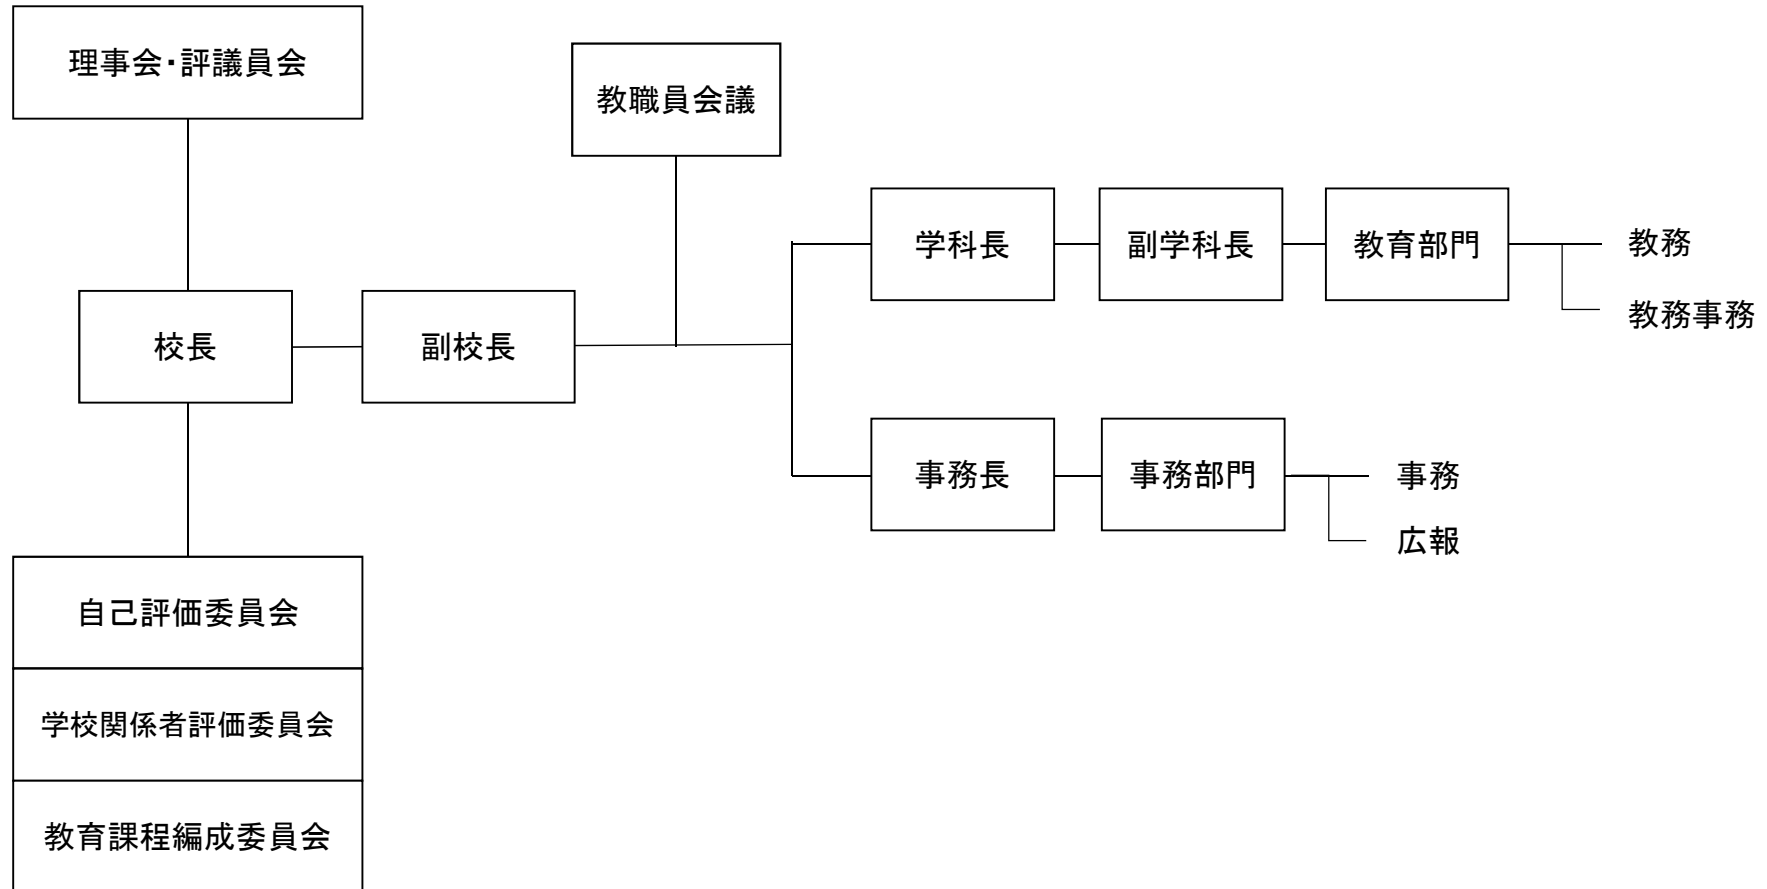 理事会・評議員会
教職員会議
学科長
副学科長
教育部門
教務
教務事務
校長
副校長
事務長
事務部門
事務
広報
自己評価委員会
学校関係者評価委員会
教育課程編成委員会